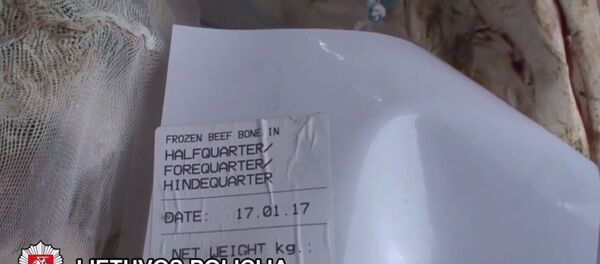 FROZEN BEEF BONE IN
HALFQUARTER/
FOREQUARTER/
HINDEQUARTER
DATE: 17.01.17
NET WEIGHT kg.:
LIETUVOS POLICIJA